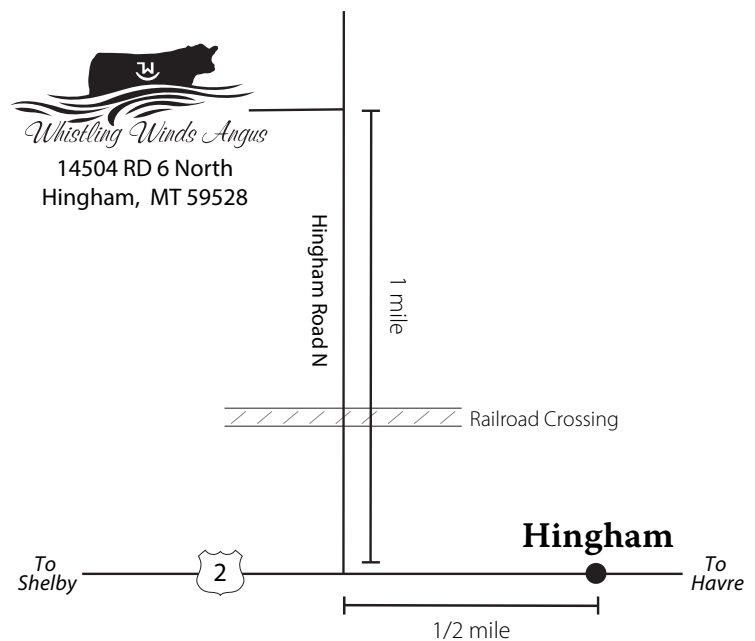 Whistling Winds Angus
14504 RD 6 North
Hingham, MT 59528
Hingham Road N
1 mile
Railroad Crossing
Hingham
To
Shelby
2
To
Havre
1/2 mile